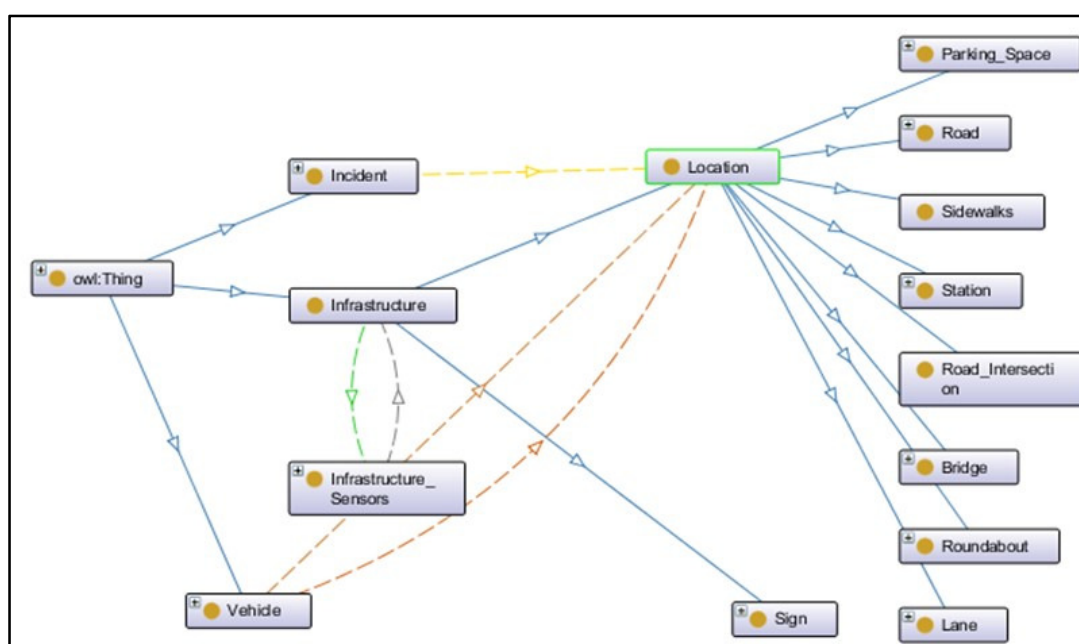 Parking_Space
Road
Location
Incident
Sidewalks
owl:Thing
Station
Infrastructure
Road_Intersecti
on
Bridge
Infrastructure_
Sensors
Roundabout
Vehicle
Sign
Lane